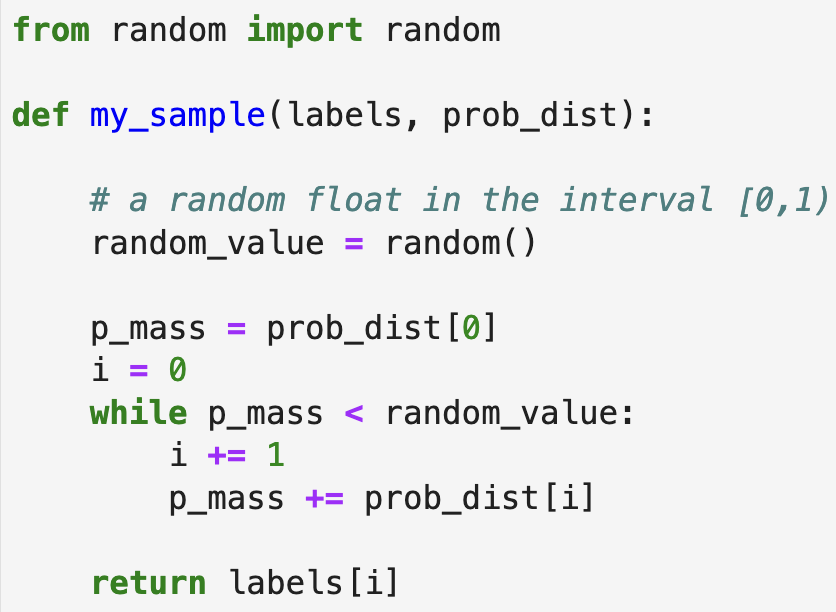 from random import random
def my_sample(labels, prob_dist):
    # a random float in the interval [0,1)
    random_value = random()
    p_mass = prob_dist[0]
    i = 0
    while p_mass < random_value:
        i += 1
        p_mass += prob_dist[i]
    return labels[i]